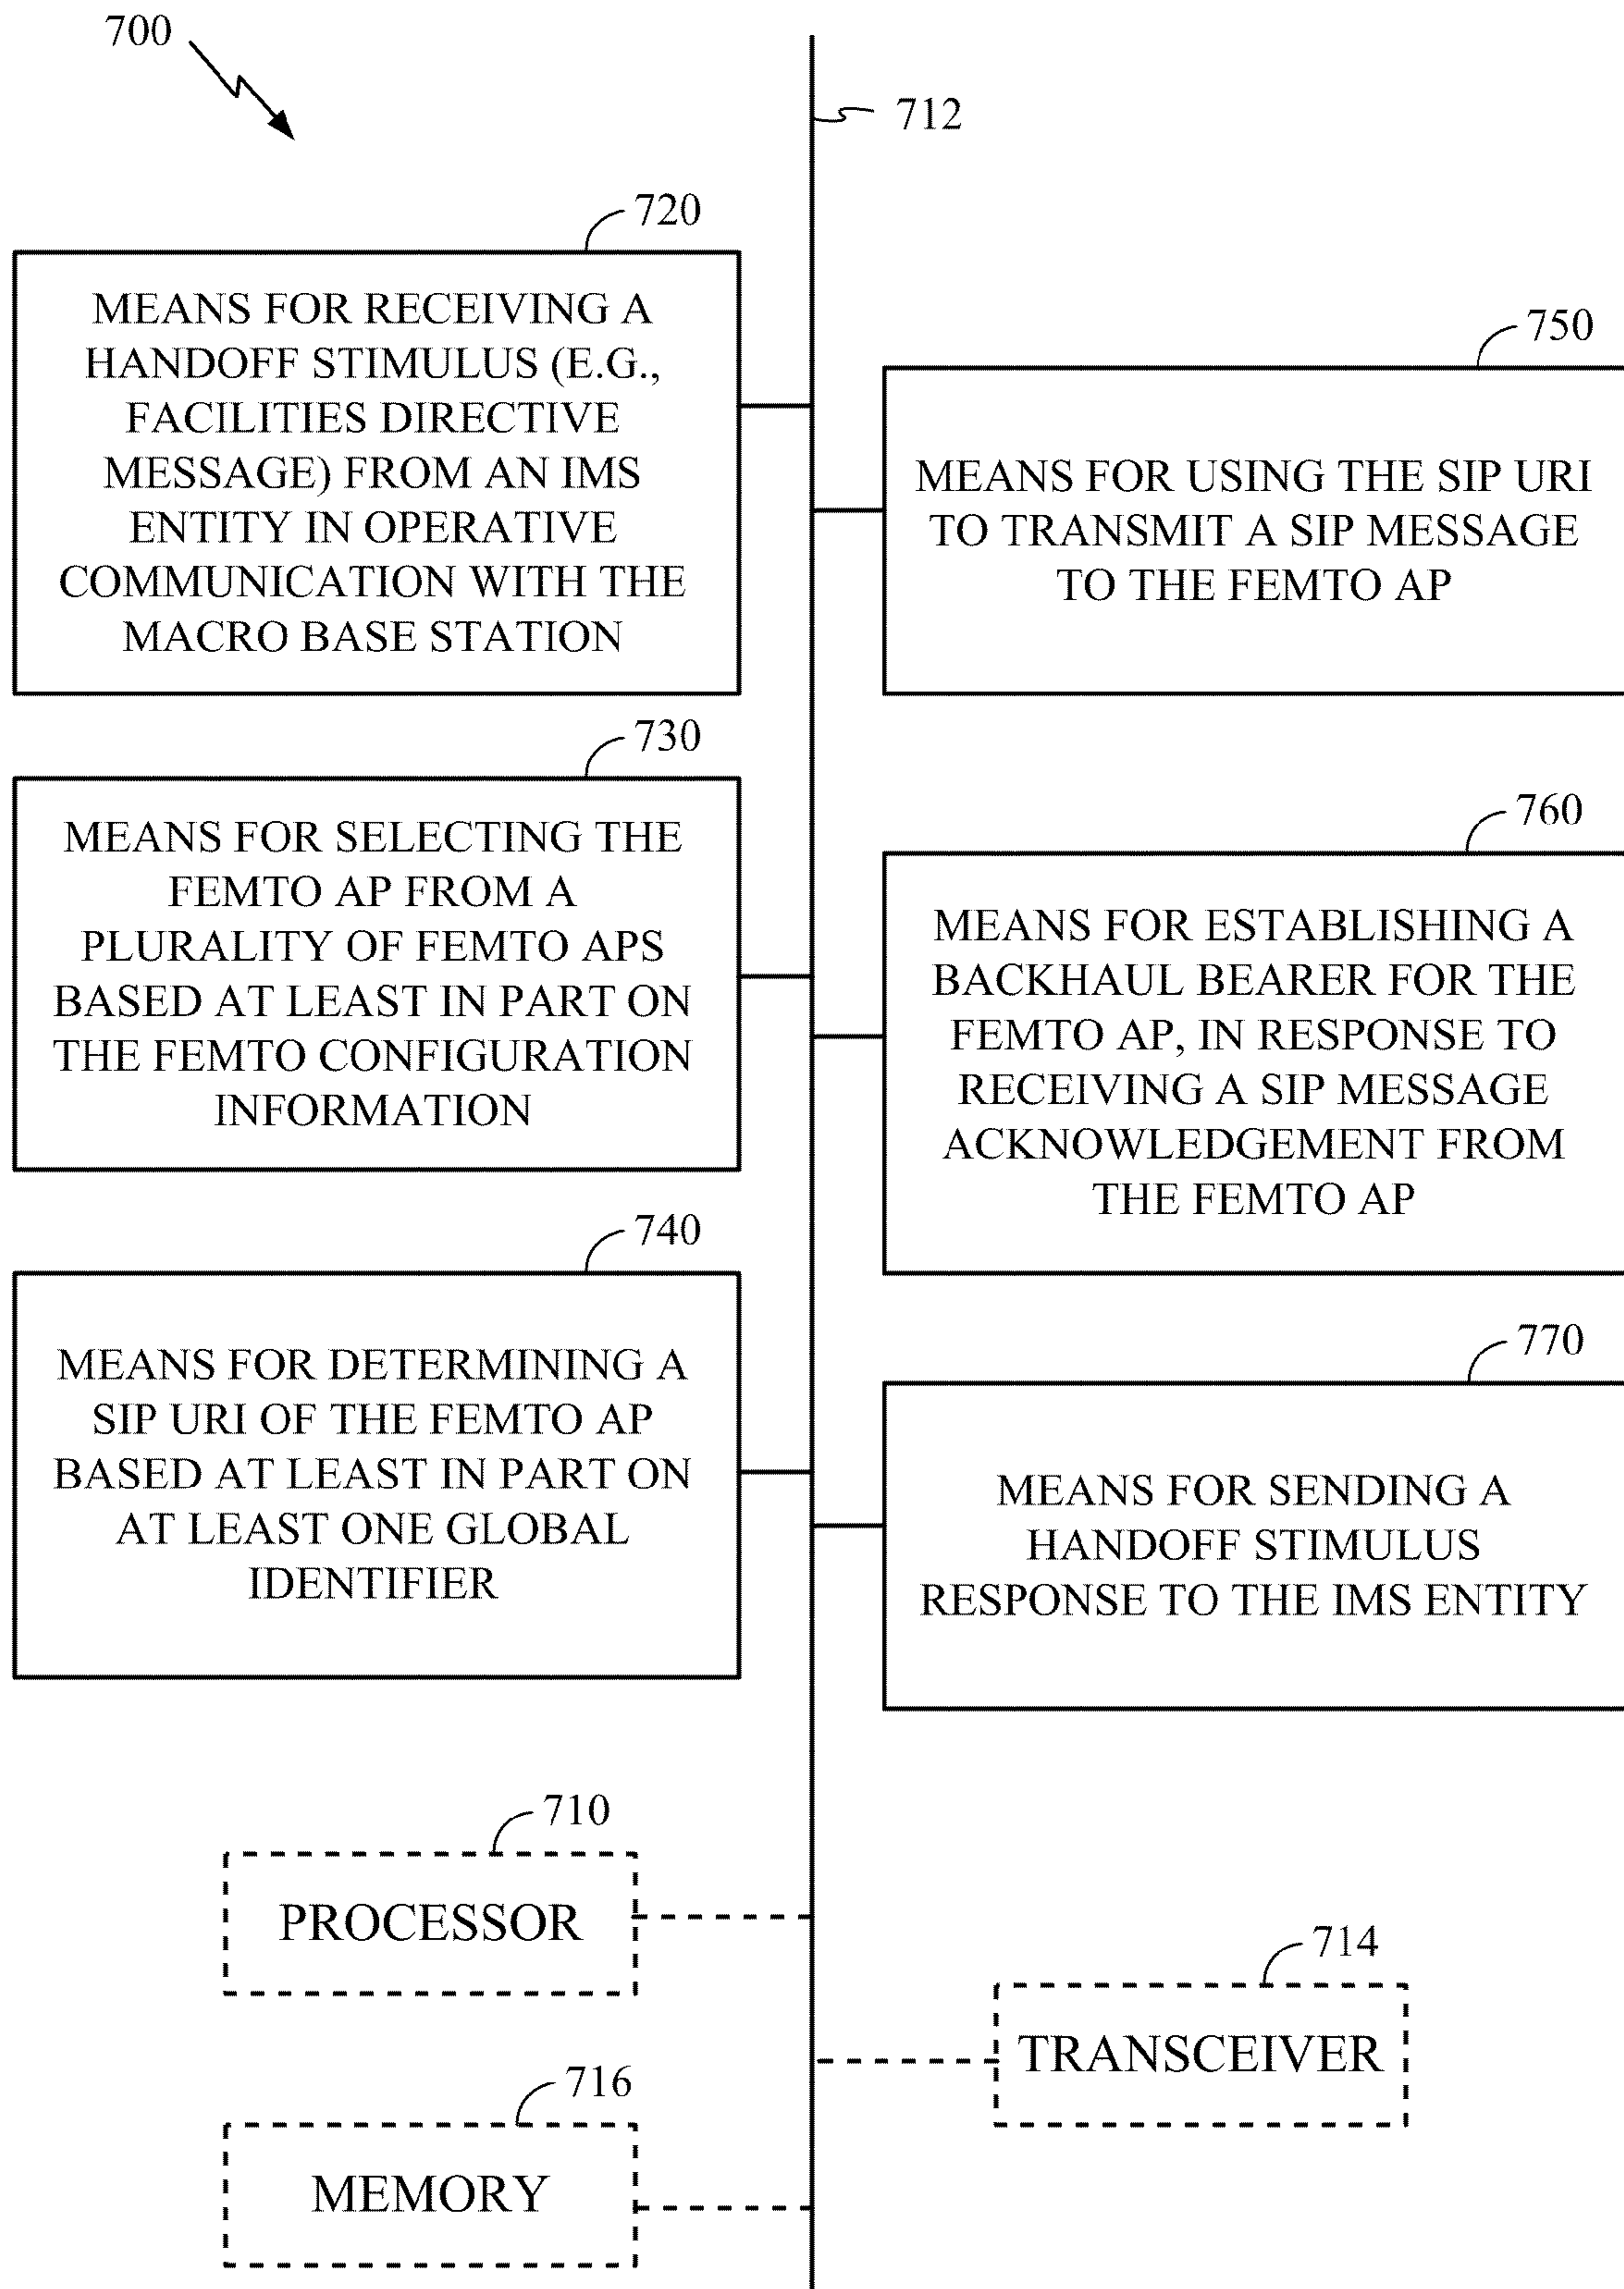 700
712
720
MEANS FOR RECEIVING A
HANDOFF STIMULUS (E.G.,
FACILITIES DIRECTIVE
MESSAGE) FROM AN IMS
ENTITY IN OPERATIVE
COMMUNICATION WITH THE
MACRO BASE STATION
730
MEANS FOR SELECTING THE
FEMTO AP FROM A
PLURALITY OF FEMTO APS
BASED AT LEAST IN PART ON
THE FEMTO CONFIGURATION
INFORMATION
740
MEANS FOR DETERMINING A
SIP URI OF THE FEMTO AP
BASED AT LEAST IN PART ON
AT LEAST ONE GLOBAL
IDENTIFIER
750
MEANS FOR USING THE SIP URI
TO TRANSMIT A SIP MESSAGE
TO THE FEMTO AP
760
MEANS FOR ESTABLISHING A
BACKHAUL BEARER FOR THE
FEMTO AP, IN RESPONSE TO
RECEIVING A SIP MESSAGE
ACKNOWLEDGEMENT FROM
THE FEMTO AP
770
MEANS FOR SENDING A
HANDOFF STIMULUS
RESPONSE TO THE IMS ENTITY
710
PROCESSOR
714
TRANSCEIVER
716
MEMORY